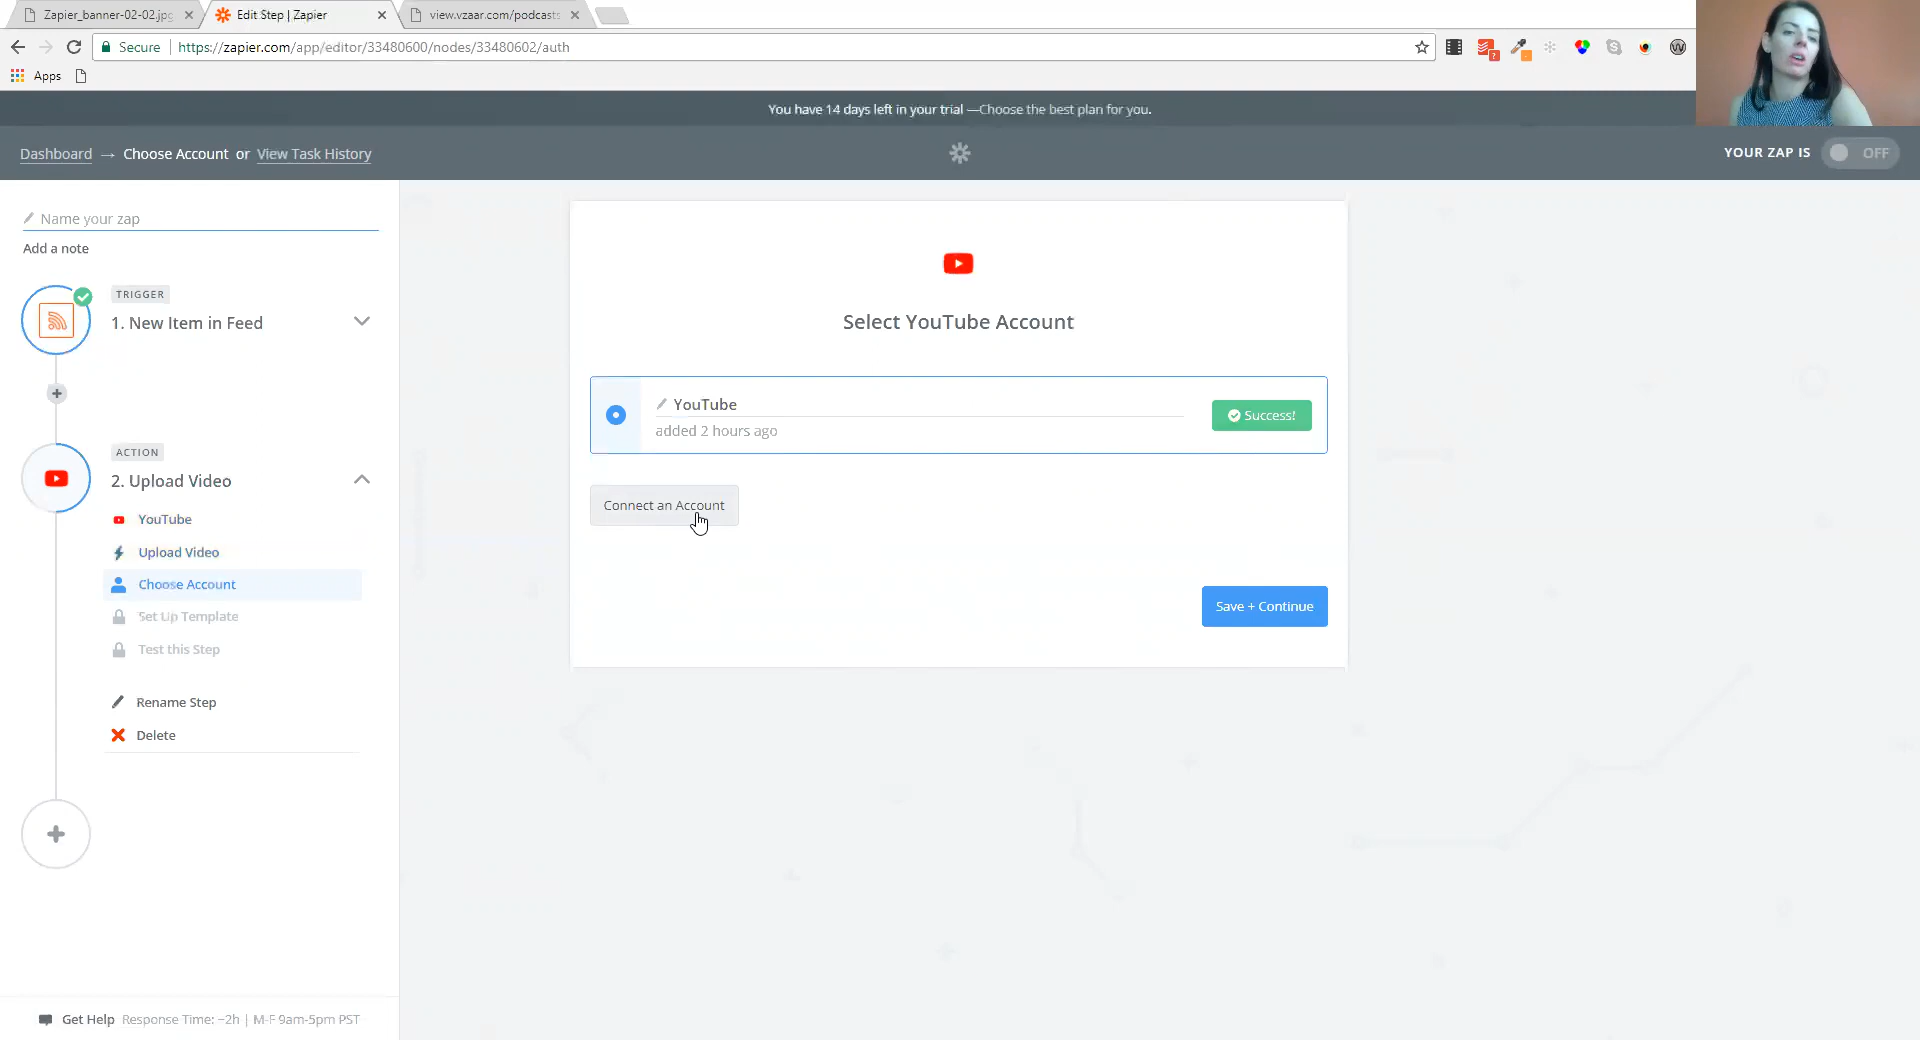 Zapier_banner-02-02.jpg
Edit Step | Zapier
view.vzaar.com/podcasts
Secure
https://zapier.com/app/editor/33480600/nodes/33480602/auth
Apps
You have 14 days left in your trial —Choose the best plan for you.
Dashboard → Choose Account or View Task History
YOUR ZAP IS OFF
Name your zap
Add a note
TRIGGER
1. New Item in Feed
ACTION
2. Upload Video
YouTube
Upload Video
Choose Account
Set Up Template
Test this Step
Rename Step
Delete
Get Help Response Time: ~2h | M-F 9am-5pm PST
Select YouTube Account
YouTube
added 2 hours ago
Success!
Connect an Account
Save + Continue